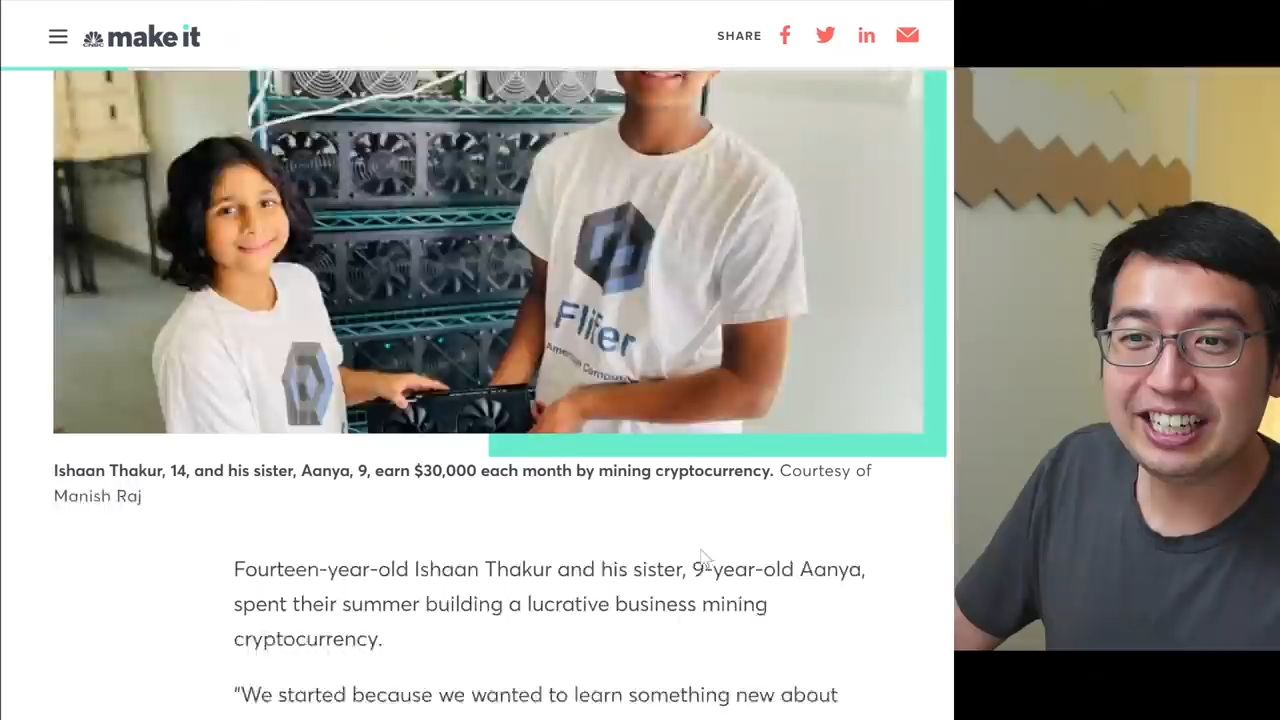 CNBC make it
SHARE
Flifer
Ishaan Thakur, 14, and his sister, Aanya, 9, earn $30,000 each month by mining cryptocurrency. Courtesy of
Manish Raj
Fourteen-year-old Ishaan Thakur and his sister, 9-year-old Aanya,
spent their summer building a lucrative business mining
cryptocurrency.
"We started because we wanted to learn something new about